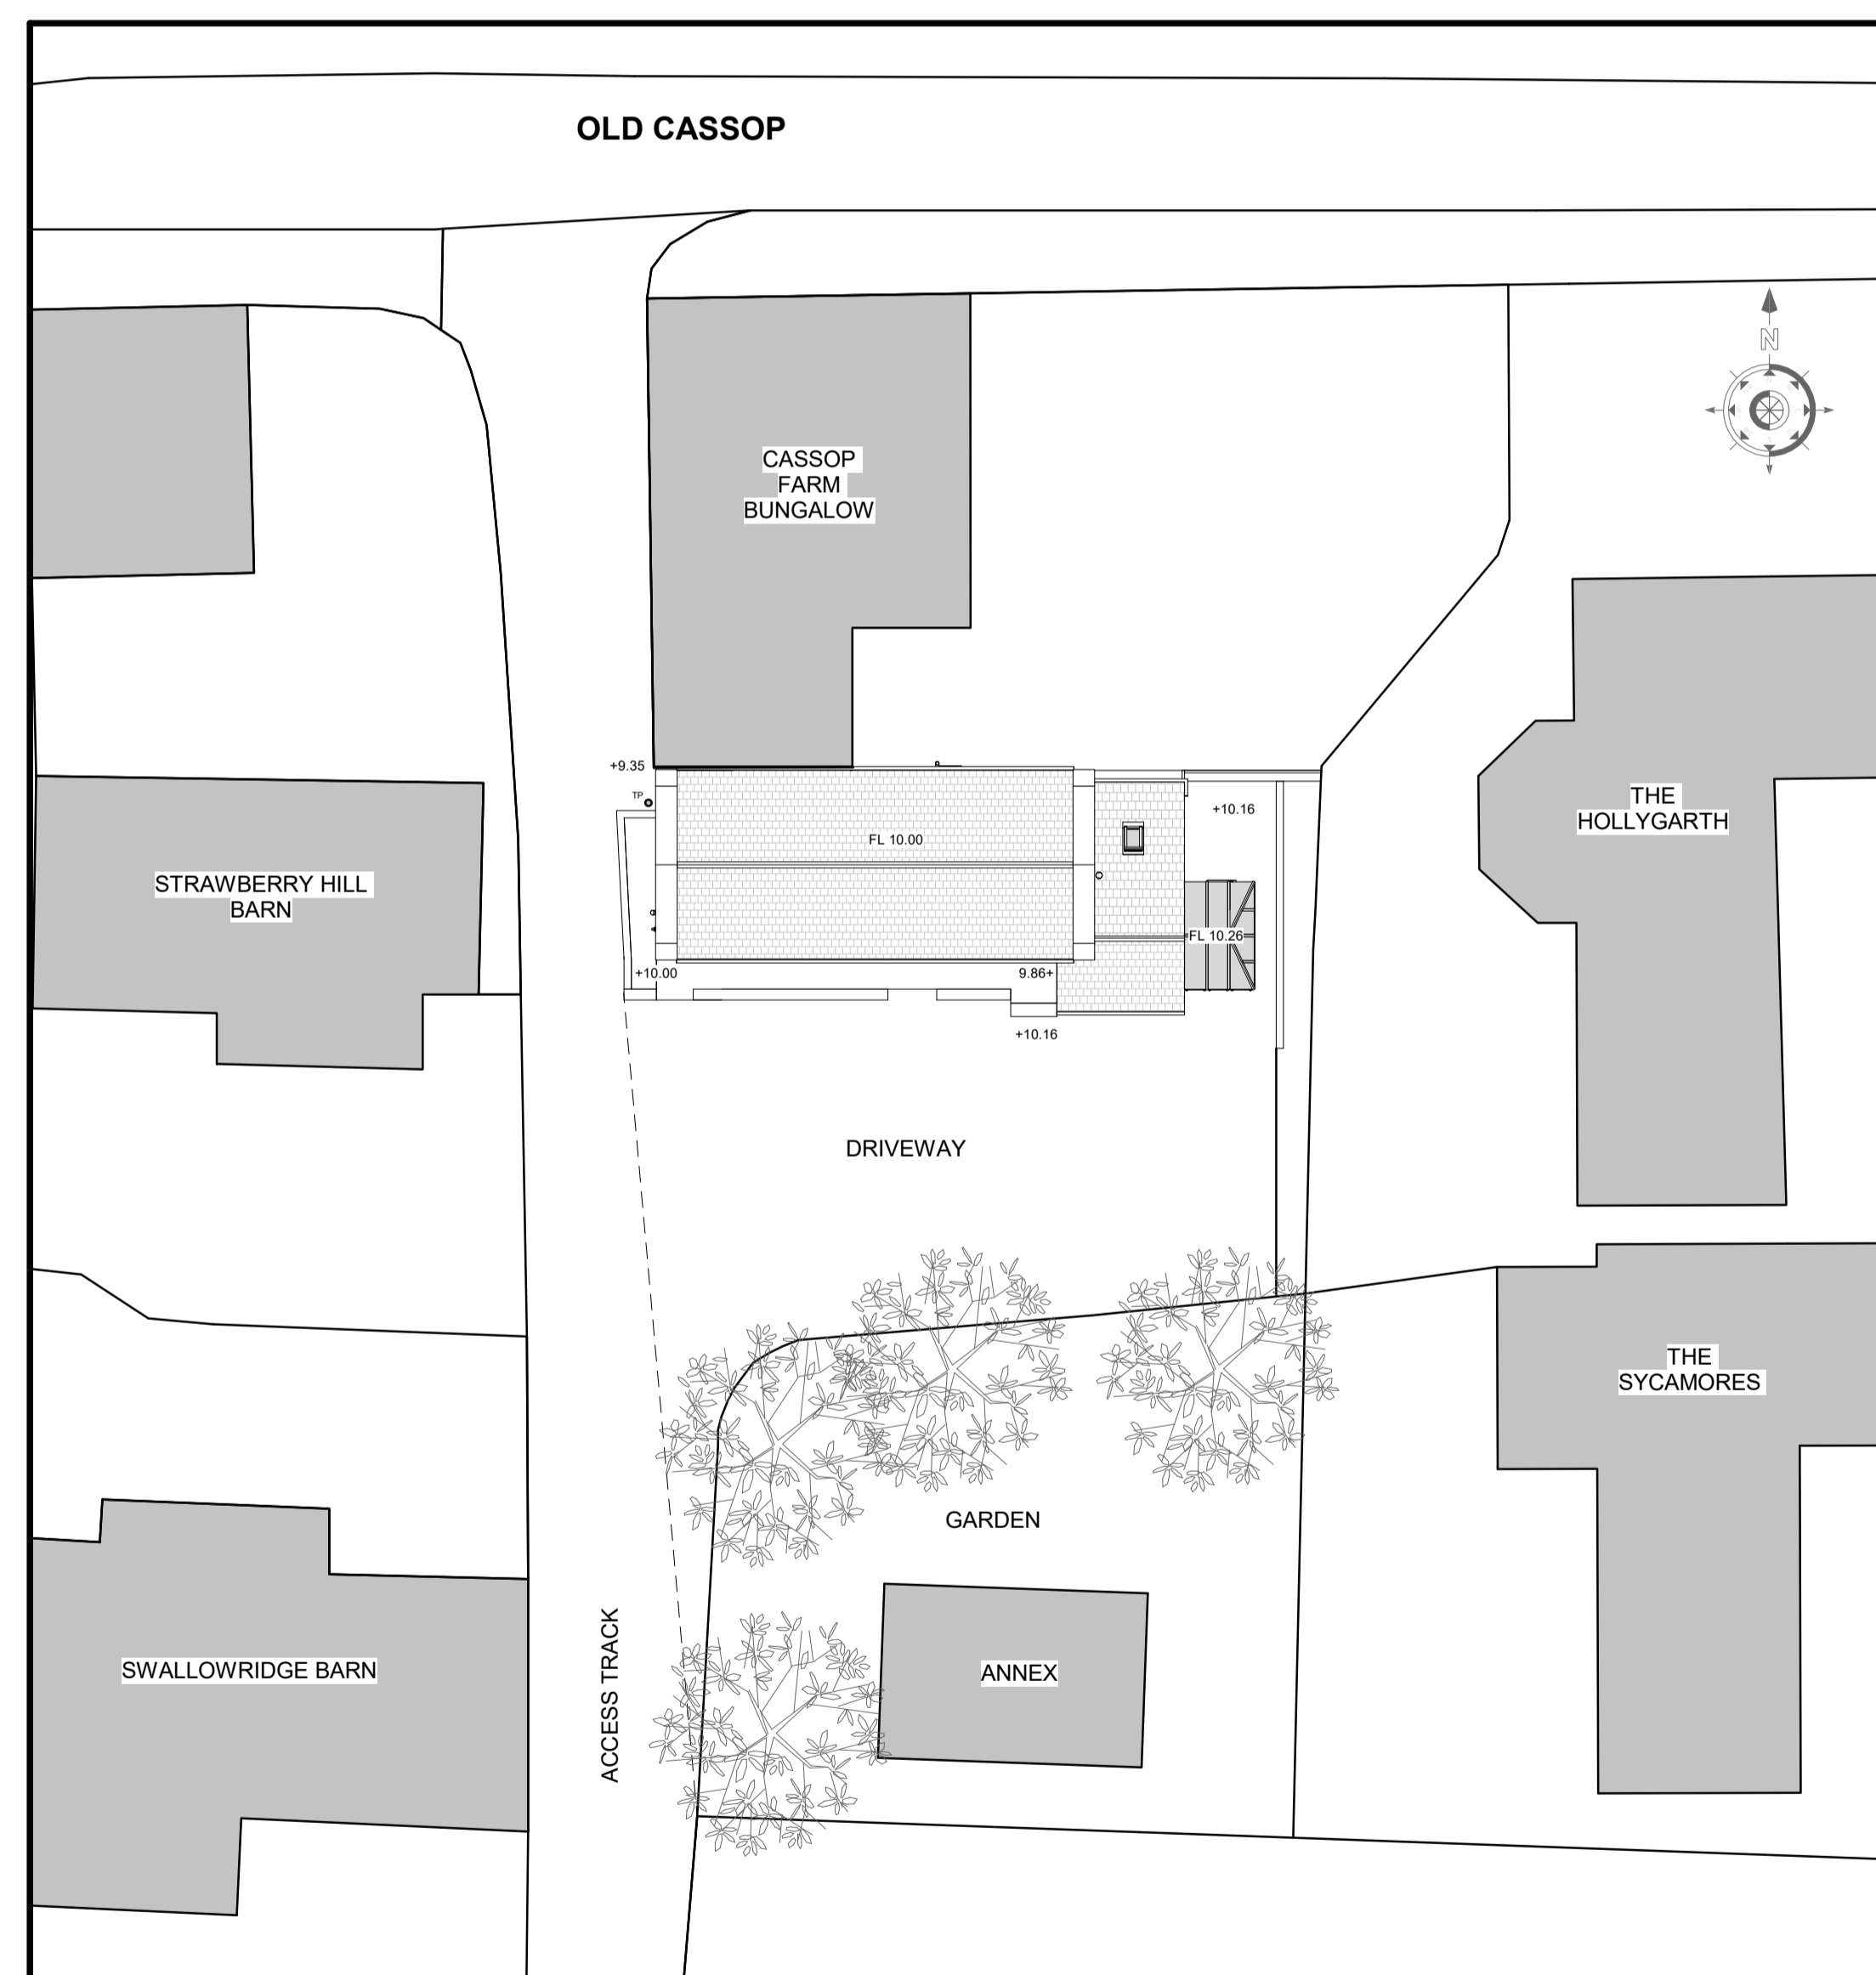 OLD CASSOP
N
CASSOP
FARM
BUNGALOW
+9.35
TP
+10.16
FL 10.00
THE
HOLLYGARTH
STRAWBERRY HILL
BARN
FL 10.26
+10.00
9.86+
+10.16
DRIVEWAY
THE
SYCAMORES
GARDEN
ACCESS TRACK
SWALLOWRIDGE BARN
ANNEX